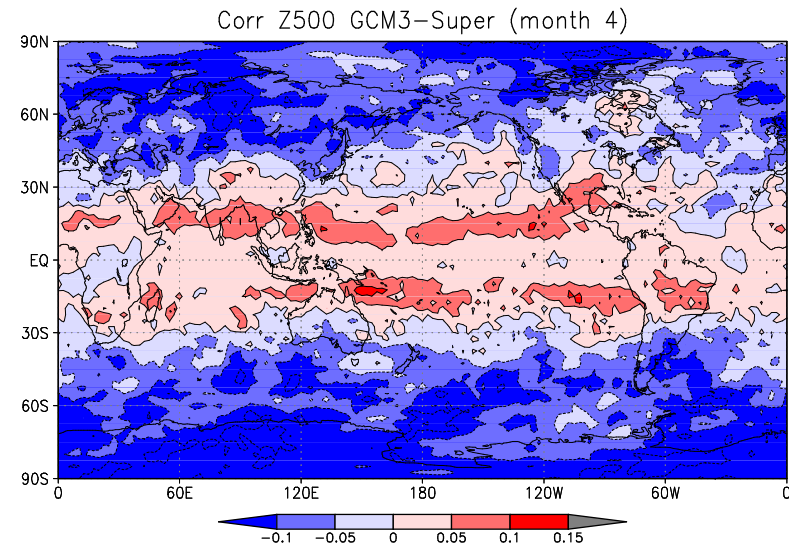 Corr Z500 GCM3-Super (month 4)
90N
60N
30N
EQ
30S
60S
90S
0 60E 120E 180 120W 60W 0
-0.1 -0.05 0 0.05 0.1 0.15